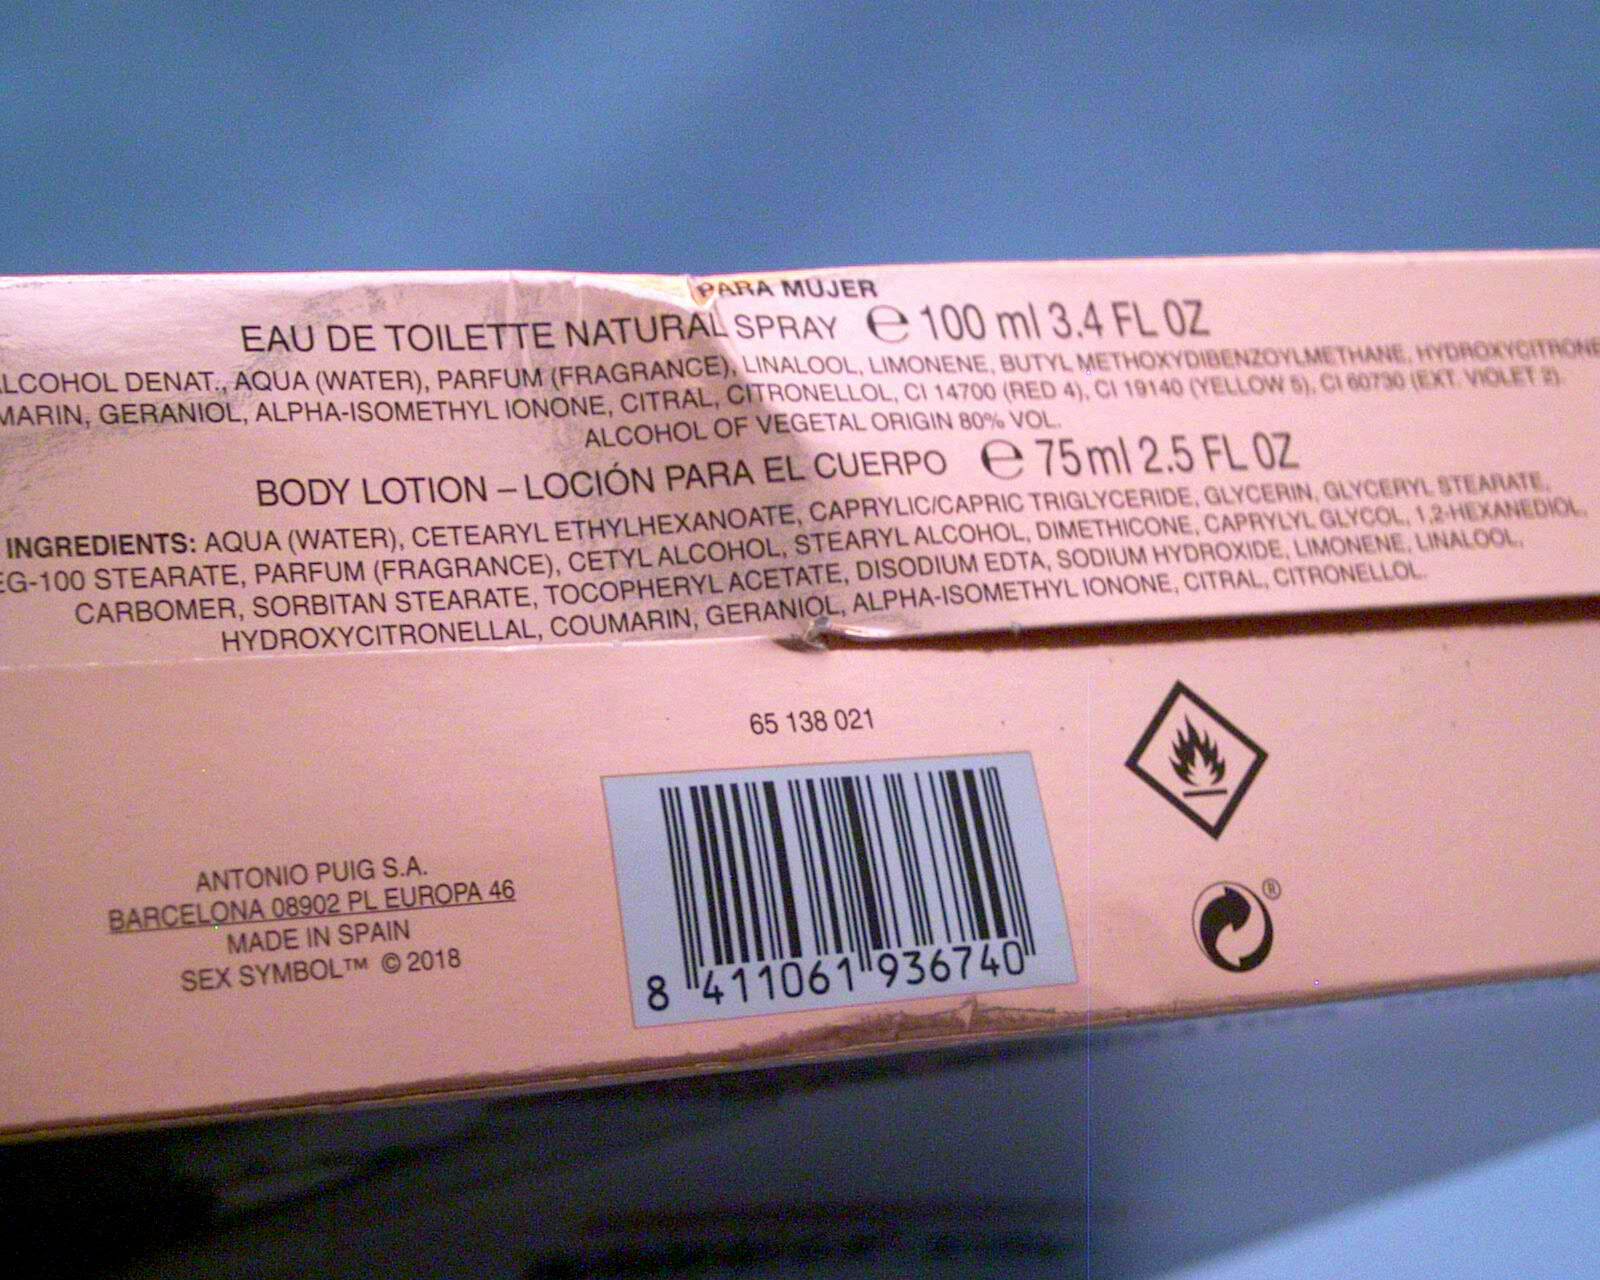 PARA MUJER
EAU DE TOILETTE NATURAL SPRAY ℮ 100 ml 3.4 FL OZ
ALCOHOL DENAT., AQUA (WATER), PARFUM (FRAGRANCE), LINALOOL, LIMONENE, BUTYL METHOXYDIBENZOYLMETHANE, HYDROXYCITRONE
MARIN, GERANIOL, ALPHA-ISOMETHYL IONONE, CITRAL, CITRONELLOL, CI 14700 (RED 4), CI 19140 (YELLOW 5), CI 60730 (EXT. VIOLET 2).
ALCOHOL OF VEGETAL ORIGIN 80% VOL.
BODY LOTION – LOCIÓN PARA EL CUERPO ℮ 75ml 2.5 FL OZ
INGREDIENTS: AQUA (WATER), CETEARYL ETHYLHEXANOATE, CAPRYLIC/CAPRIC TRIGLYCERIDE, GLYCERIN, GLYCERYL STEARATE,
EG-100 STEARATE, PARFUM (FRAGRANCE), CETYL ALCOHOL, STEARYL ALCOHOL, DIMETHICONE, CAPRYLYL GLYCOL, 1,2-HEXANEDIOL,
CARBOMER, SORBITAN STEARATE, TOCOPHERYL ACETATE, DISODIUM EDTA, SODIUM HYDROXIDE, LIMONENE, LINALOOL,
HYDROXYCITRONELLAL, COUMARIN, GERANIOL, ALPHA-ISOMETHYL IONONE, CITRAL, CITRONELLOL.
65 138 021
ANTONIO PUIG S.A.
BARCELONA 08902 PL EUROPA 46
MADE IN SPAIN
SEX SYMBOL™ © 2018
8 411061 936740
®